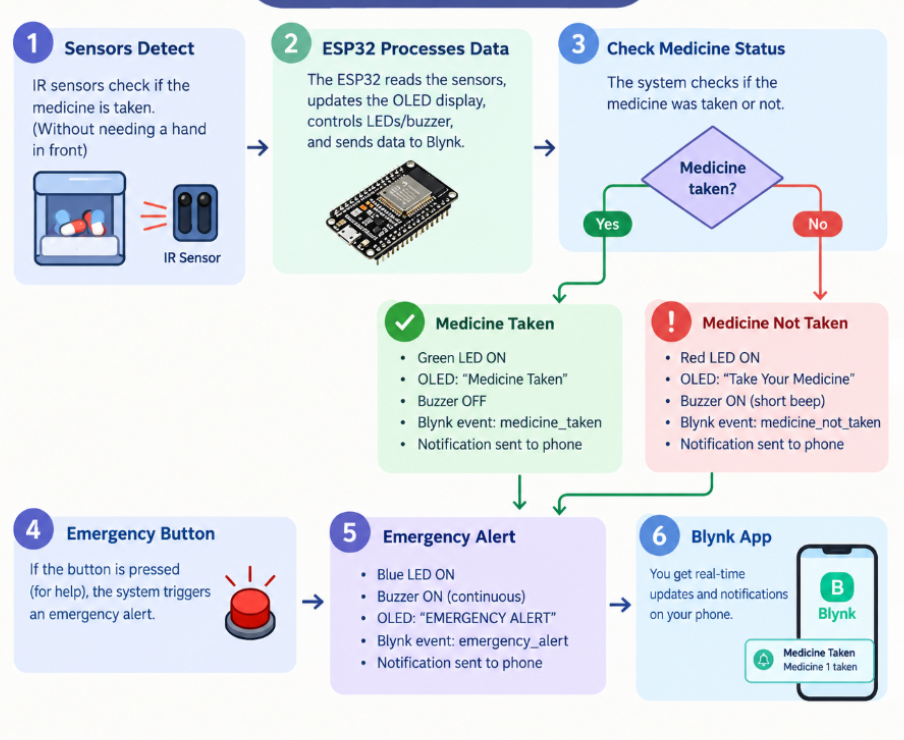 1 Sensors Detect
IR sensors check if the
medicine is taken.
(Without needing a hand
in front)
IR Sensor
2 ESP32 Processes Data
The ESP32 reads the sensors,
updates the OLED display,
controls LEDs/buzzer,
and sends data to Blynk.
3 Check Medicine Status
The system checks if the
medicine was taken or not.
Medicine
taken?
Yes
No
Medicine Taken
• Green LED ON
• OLED: “Medicine Taken”
• Buzzer OFF
• Blynk event: medicine_taken
• Notification sent to phone
! Medicine Not Taken
• Red LED ON
• OLED: “Take Your Medicine”
• Buzzer ON (short beep)
• Blynk event: medicine_not_taken
• Notification sent to phone
4 Emergency Button
If the button is pressed
(for help), the system triggers
an emergency alert.
5 Emergency Alert
• Blue LED ON
• Buzzer ON (continuous)
• OLED: “EMERGENCY ALERT”
• Blynk event: emergency_alert
• Notification sent to phone
6 Blynk App
You get real-time
updates and notifications
on your phone.
B
Blynk
Medicine Taken
Medicine 1 taken